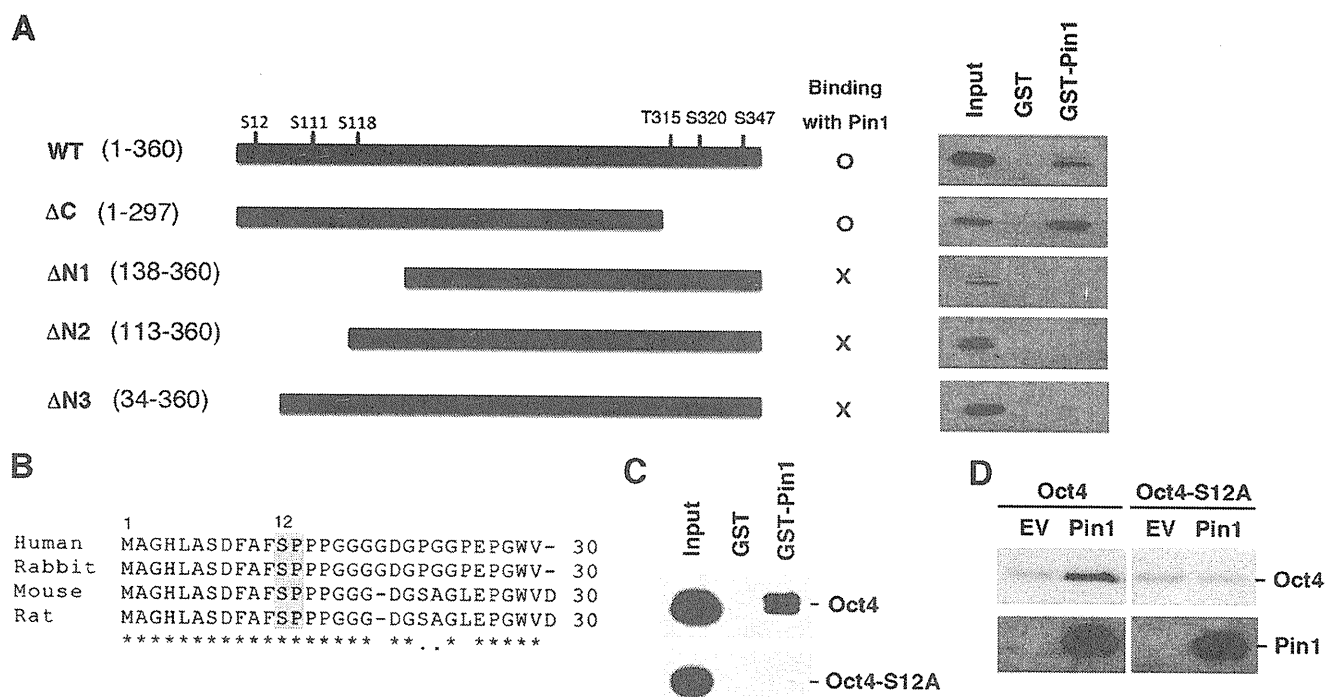 A
Input
GST
GST-Pin1
Binding
with Pin1
S12 S111 S118 T315 S320 S347
WT (1-360) O
ΔC (1-297) O
ΔN1 (138-360) X
ΔN2 (113-360) X
ΔN3 (34-360) X
B
1 12
Human MAGHLASDFAFSPPPGGGGDGPGGPEPGWV- 30
Rabbit MAGHLASDFAFSPPPGGGGDGPGGPEPGWV- 30
Mouse MAGHLASDFAFSPPPGGG-DGSAGLEPGWVD 30
Rat MAGHLASDFAFSPPPGGG-DGSAGLEPGWVD 30
****************** **..* *****
C
Input
GST
GST-Pin1
Oct4
Oct4-S12A
D
Oct4 Oct4-S12A
EV Pin1 EV Pin1
Oct4
Pin1